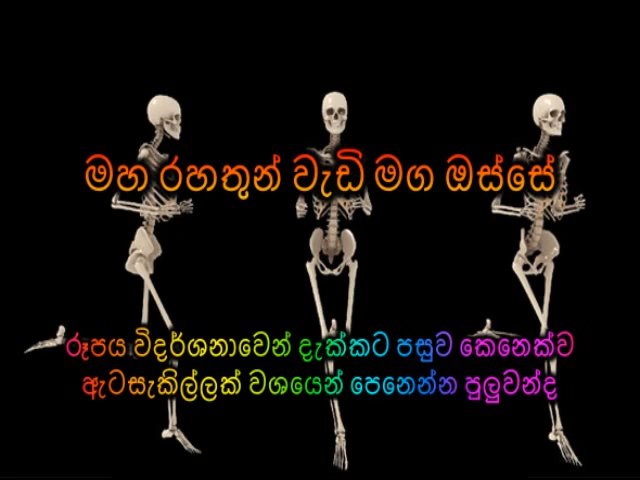 මහ රහතුන් වැඩි මග ඔස්සේ
රූපය විදර්ශනාවෙන් දැක්කට පසුව කෙනෙක්ව
ඇටසැකිල්ලක් වශයෙන් පෙනෙන්න පුලුවන්ද